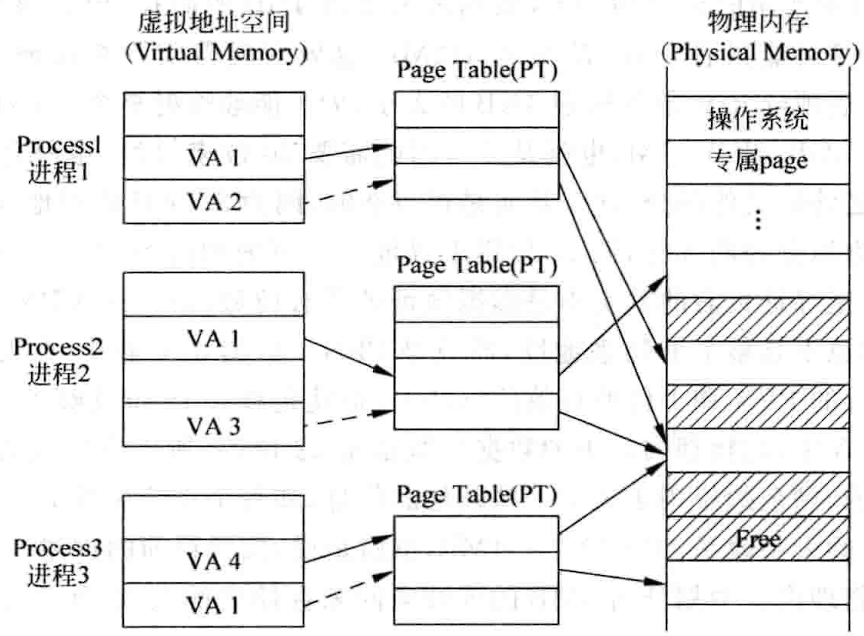 虚拟地址空间
(Virtual Memory)
物理内存
(Physical Memory)
Page Table(PT)
操作系统
专属page
⋮
Process1
进程1
VA 1
VA 2
Page Table(PT)
Process2
进程2
VA 1
VA 3
Page Table(PT)
Process3
进程3
VA 4
VA 1
Free